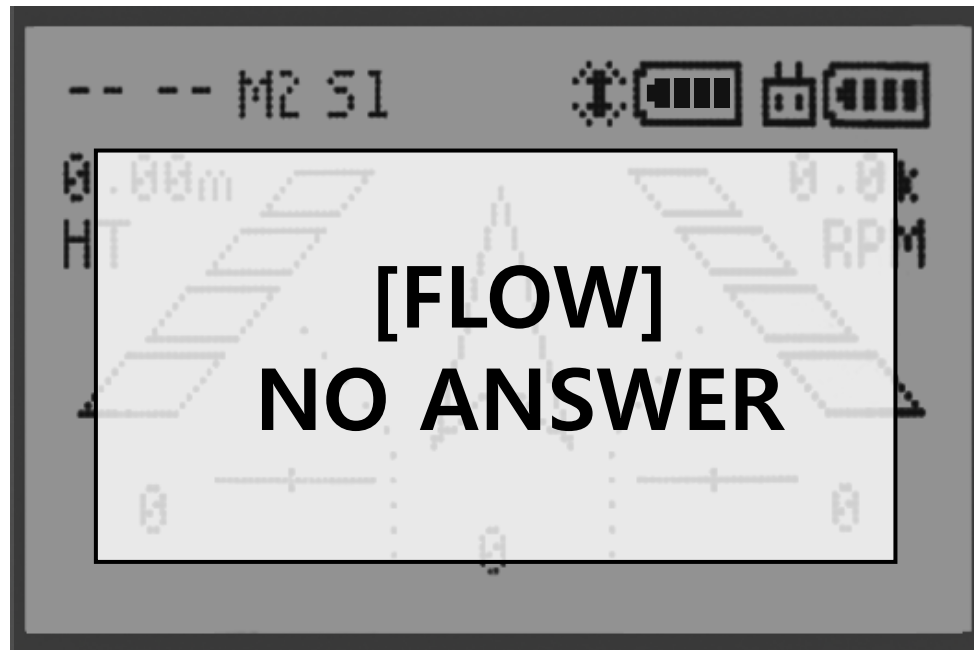 -- -- M2 S1
0.00m 0.0k
HT RPM
[FLOW]
NO ANSWER
0 0
0